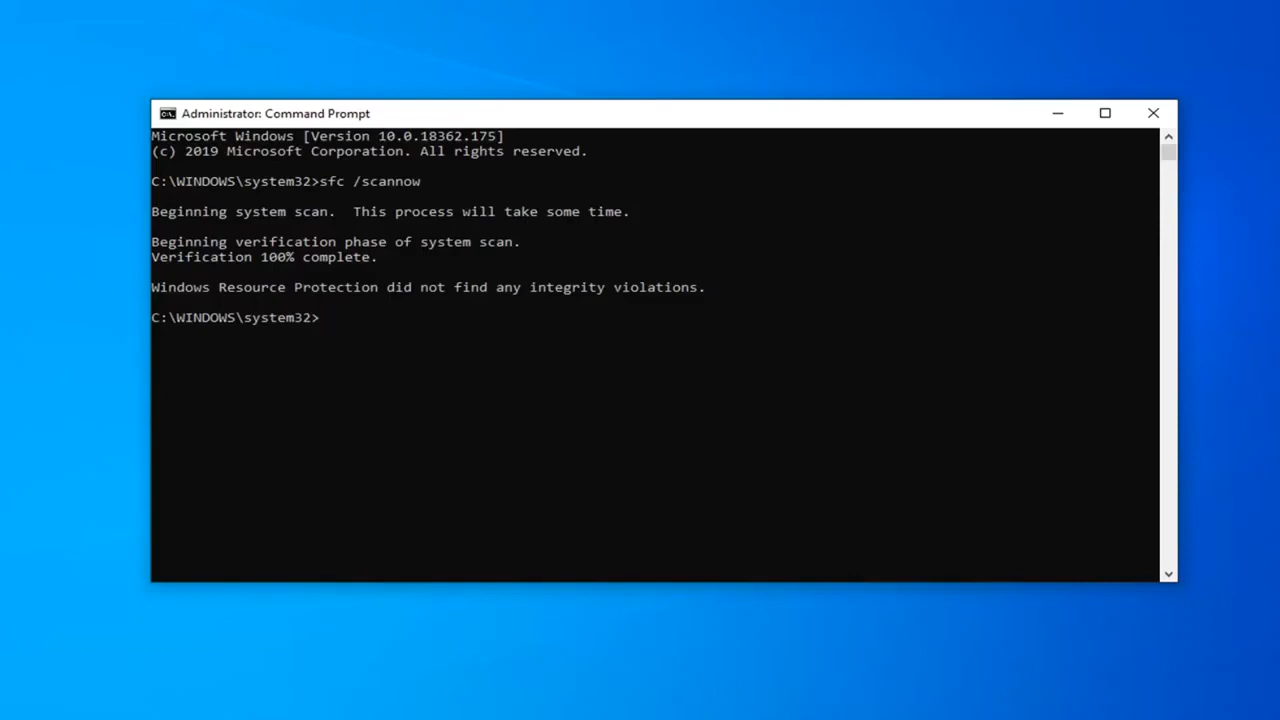 Administrator: Command Prompt
Microsoft Windows [Version 10.0.18362.175]
(c) 2019 Microsoft Corporation. All rights reserved.
C:\WINDOWS\system32>sfc /scannow
Beginning system scan.  This process will take some time.
Beginning verification phase of system scan.
Verification 100% complete.
Windows Resource Protection did not find any integrity violations.
C:\WINDOWS\system32>